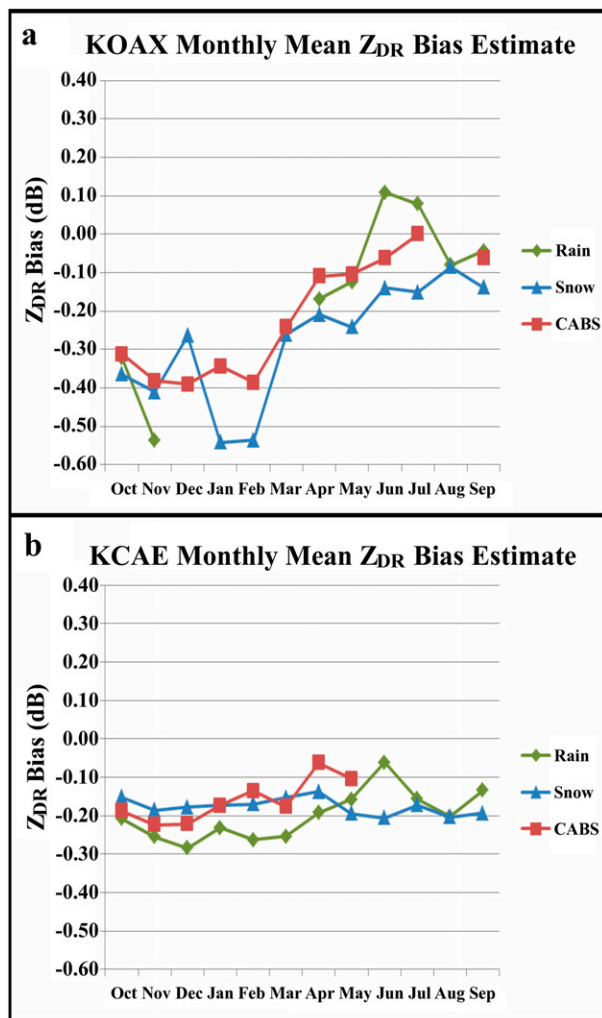 a
KOAX Monthly Mean ZDR Bias Estimate
0.40
0.30
0.20
0.10
0.00
-0.10
-0.20
-0.30
-0.40
-0.50
-0.60
ZDR Bias (dB)
Oct Nov Dec Jan Feb Mar Apr May Jun Jul Aug Sep
Rain
Snow
CABS
b
KCAE Monthly Mean ZDR Bias Estimate
0.40
0.30
0.20
0.10
0.00
-0.10
-0.20
-0.30
-0.40
-0.50
-0.60
ZDR Bias (dB)
Oct Nov Dec Jan Feb Mar Apr May Jun Jul Aug Sep
Rain
Snow
CABS